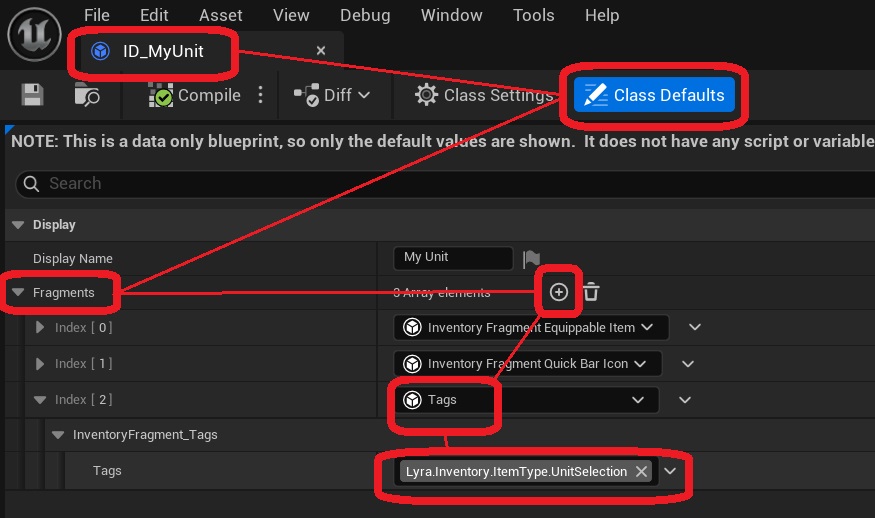 File Edit Asset View Debug Window Tools Help
ID_MyUnit
Compile Diff Class Settings Class Defaults
NOTE: This is a data only blueprint, so only the default values are shown. It does not have any script or variable
Search
Display
Display Name My Unit
Fragments 3 Array elements
Index [ 0 ] Inventory Fragment Equippable Item
Index [ 1 ] Inventory Fragment Quick Bar Icon
Index [ 2 ] Tags
InventoryFragment_Tags
Tags Lyra.Inventory.ItemType.UnitSelection